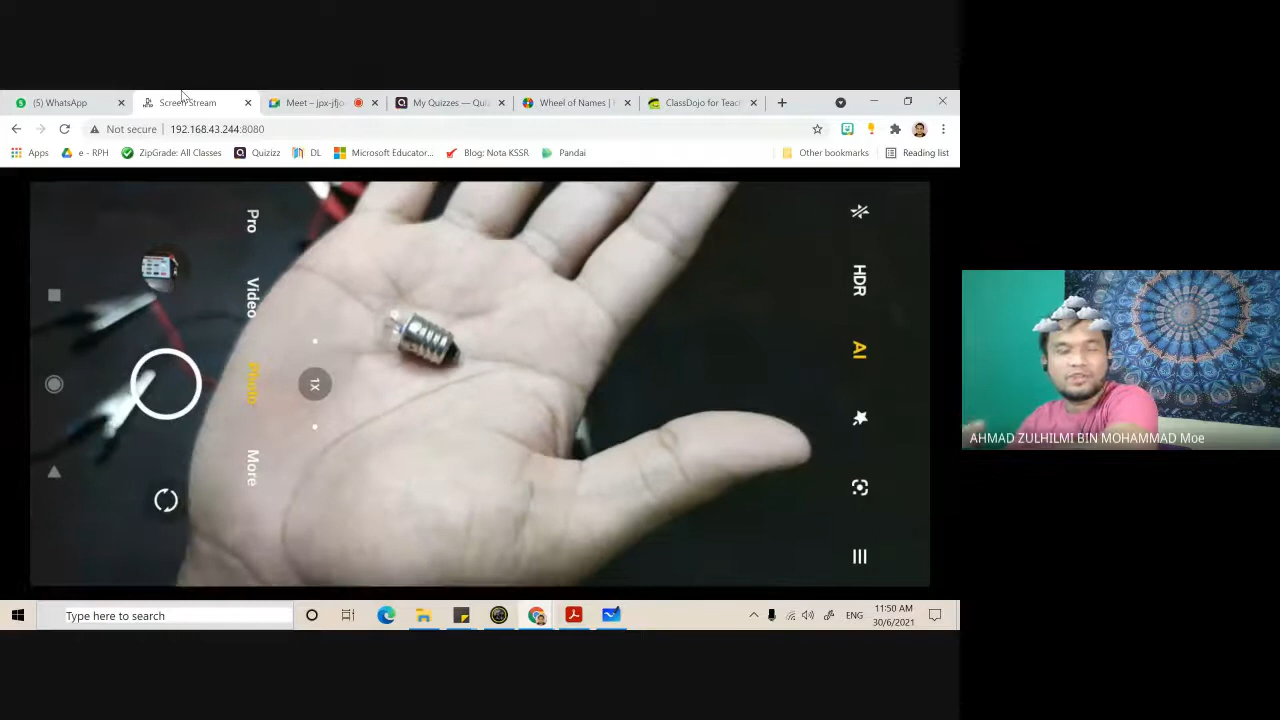 (5) WhatsApp
ScreenStream
Meet – jpx-jfjo
My Quizzes — Qui
Wheel of Names |
ClassDojo for Teac
Not secure
192.168.43.244:8080
Apps
e - RPH
ZipGrade: All Classes
Quizizz
DL
Microsoft Educator...
Blog: Nota KSSR
Pandai
Other bookmarks
Reading list
Pro
Video
Photo
More
1X
HDR
AI
AHMAD ZULHILMI BIN MOHAMMAD Moe
Type here to search
ENG
11:50 AM
30/6/2021